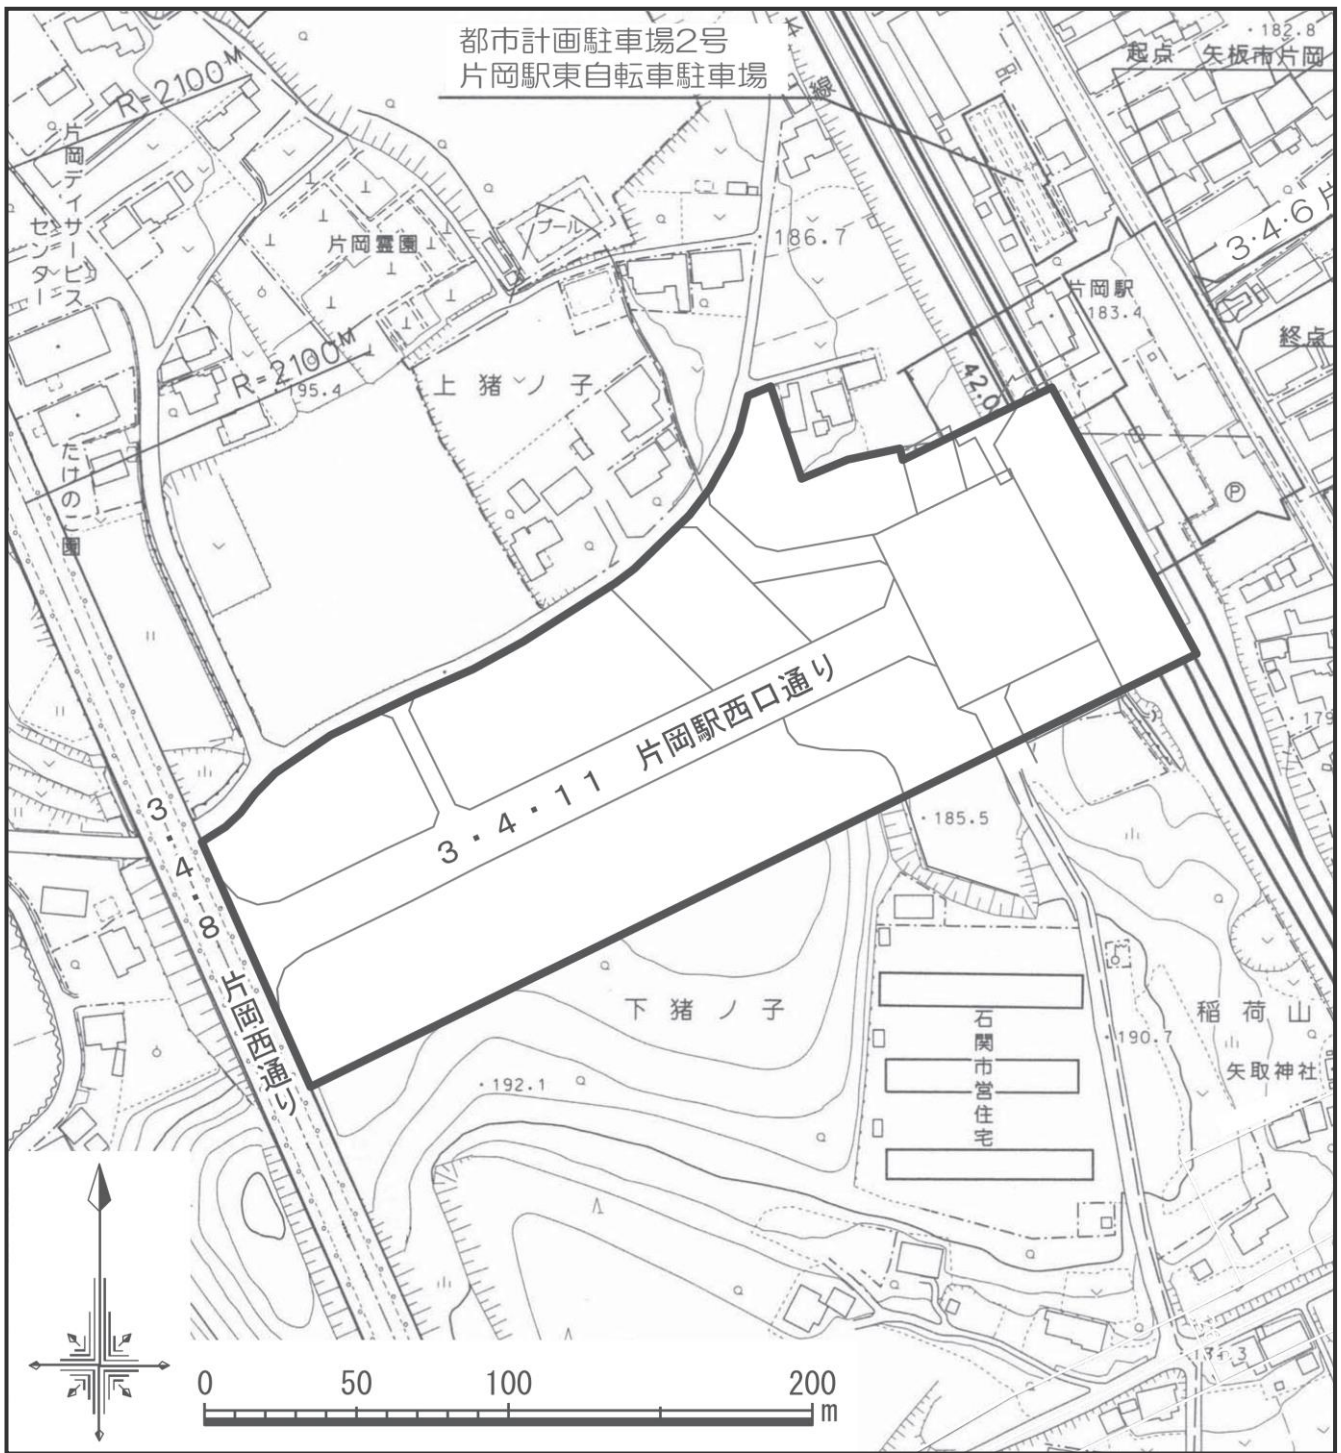 都市計画駐車場2号
片岡駅東自転車駐車場
線
・182.8
起点 矢板市片岡
R=2100M
片岡デイサービス
センター
片岡霊園
プール
186.7
3・4・6
片岡駅
・183.4
終点
R=2100M
195.4
上猪ノ子
42.0
たけのこ園
P
3・4・11 片岡駅西口通り
3・4・8 片岡西通り
・179
・185.5
下猪ノ子
石関市営住宅
稲荷山
・190.7
矢取神社
・192.1
0 50 100 200
m